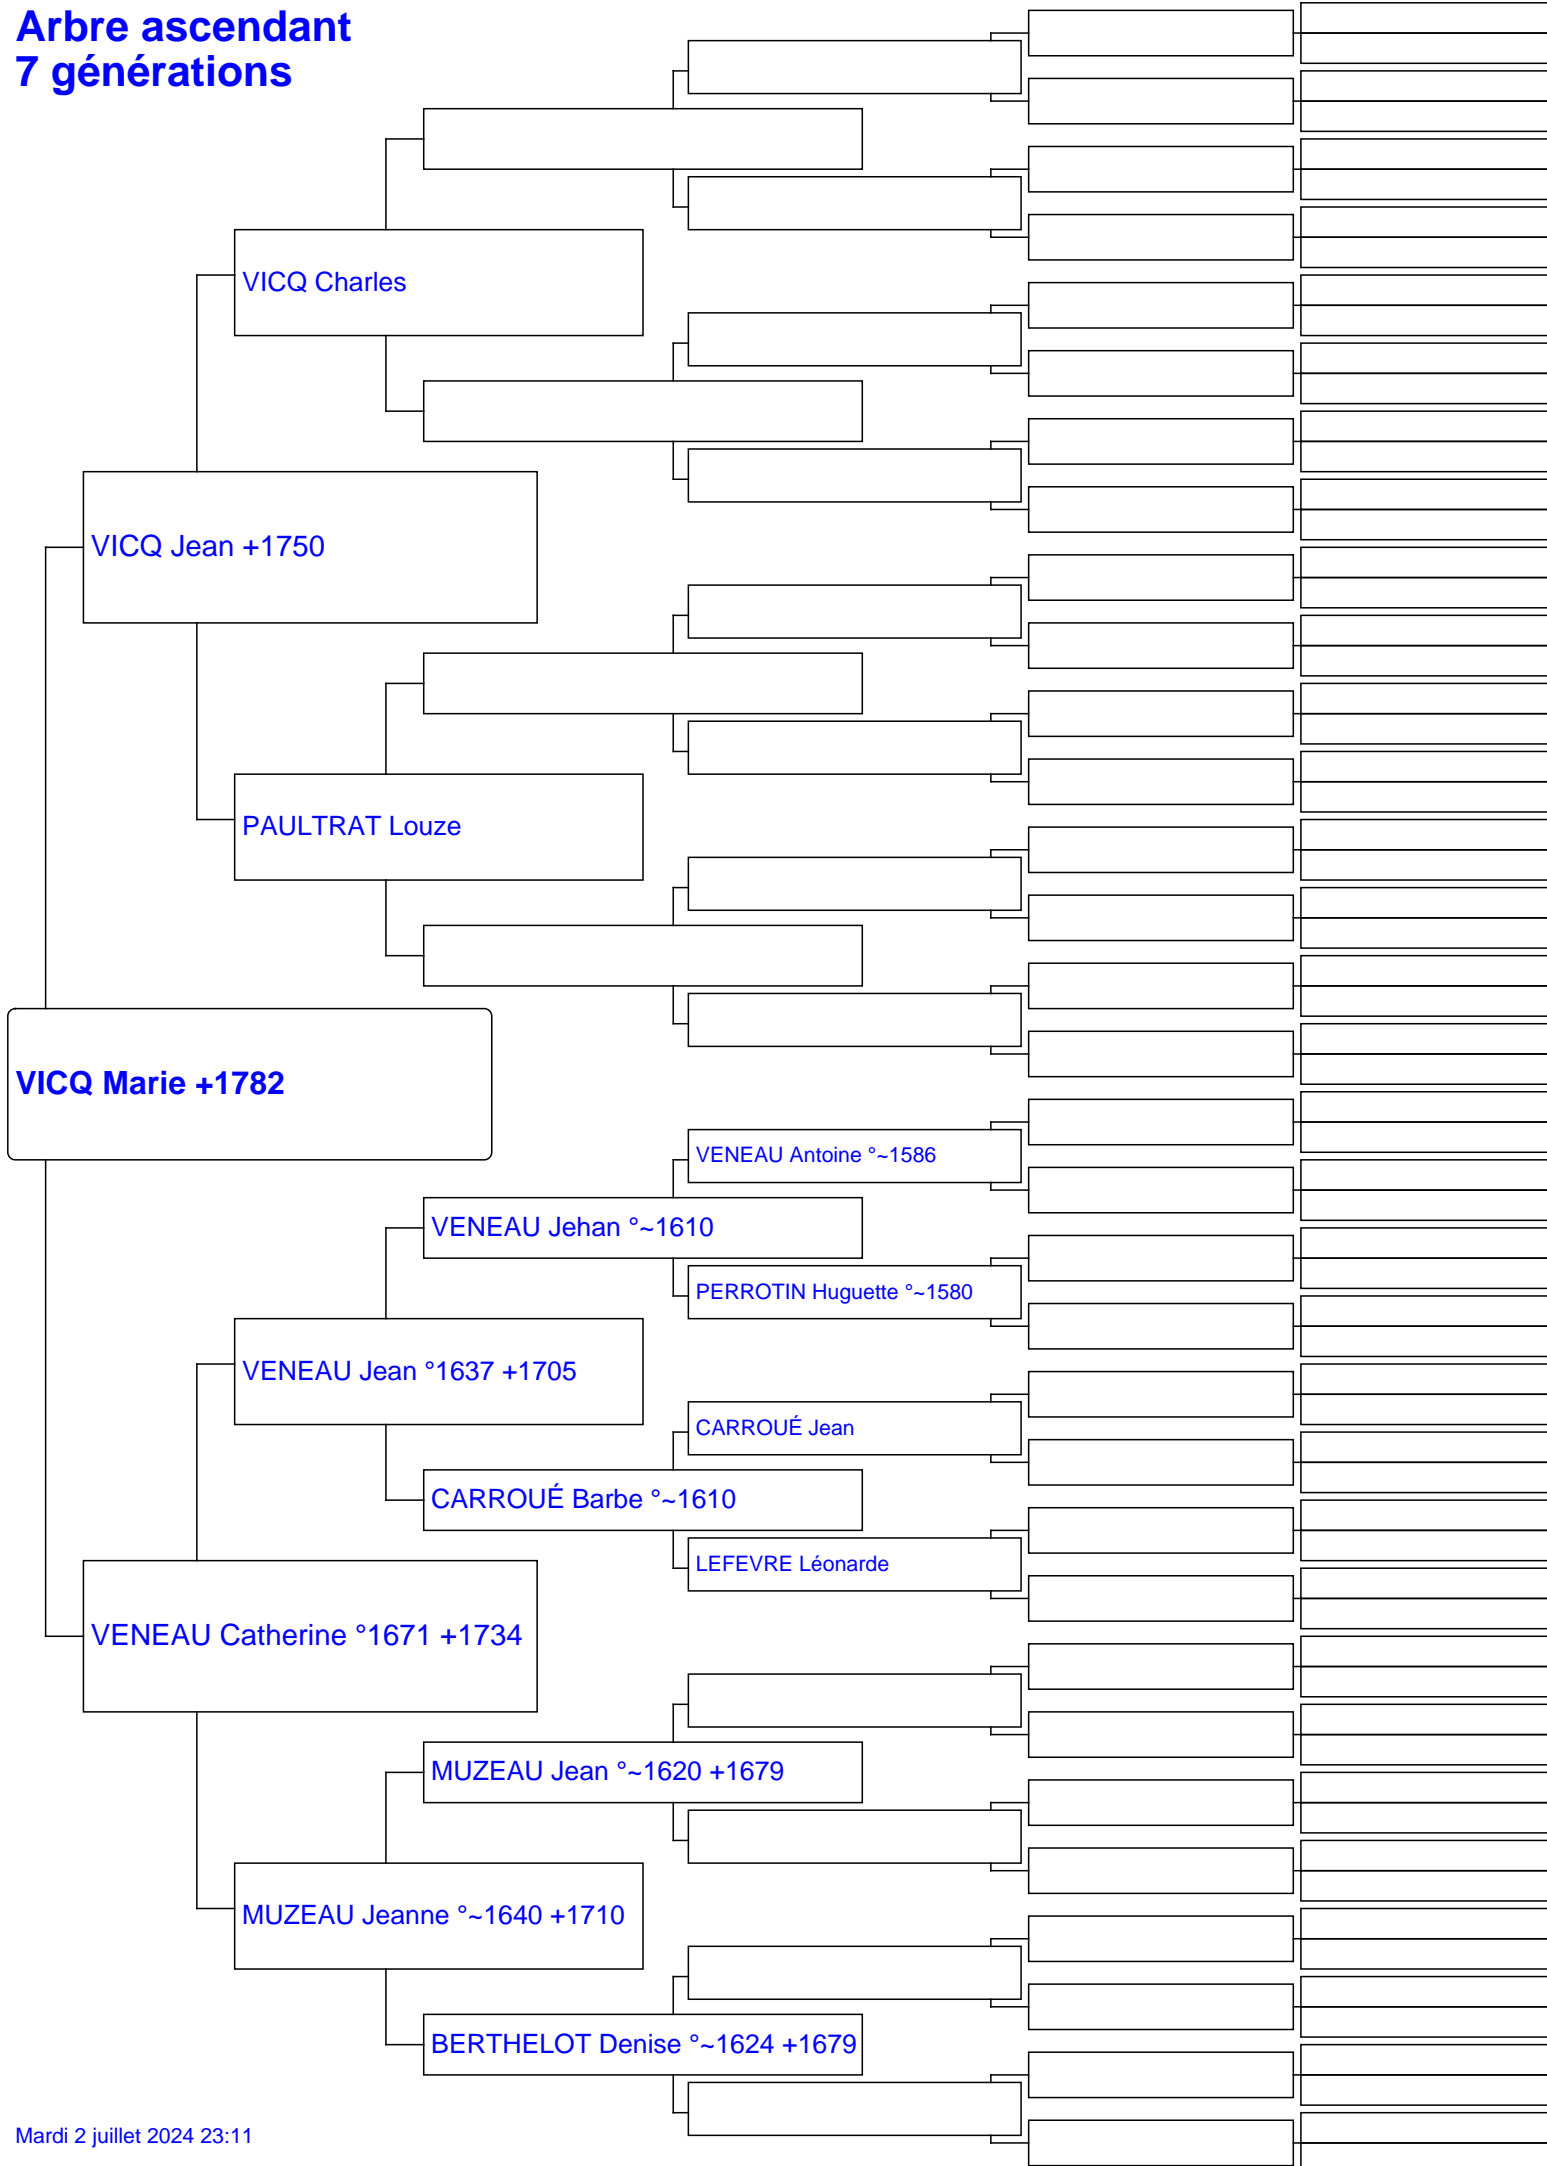 Arbre ascendant
7 générations
VICQ Charles
VICQ Jean +1750
PAULTRAT Louze
VICQ Marie +1782
VENEAU Antoine °~1586
VENEAU Jehan °~1610
PERROTIN Huguette °~1580
VENEAU Jean °1637 +1705
CARROUÉ Jean
CARROUÉ Barbe °~1610
LEFEVRE Léonarde
VENEAU Catherine °1671 +1734
MUZEAU Jean °~1620 +1679
MUZEAU Jeanne °~1640 +1710
BERTHELOT Denise °~1624 +1679
Mardi 2 juillet 2024 23:11